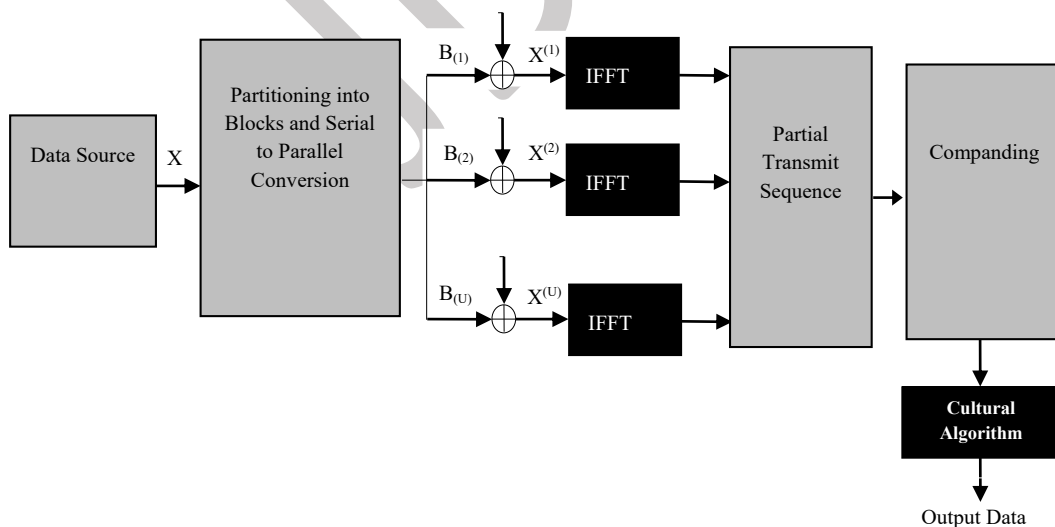 Data Source
X
Partitioning into
Blocks and Serial
to Parallel
Conversion
B(1)
X(1)
IFFT
B(2)
X(2)
IFFT
B(U)
X(U)
IFFT
Partial
Transmit
Sequence
Companding
Cultural
Algorithm
Output Data